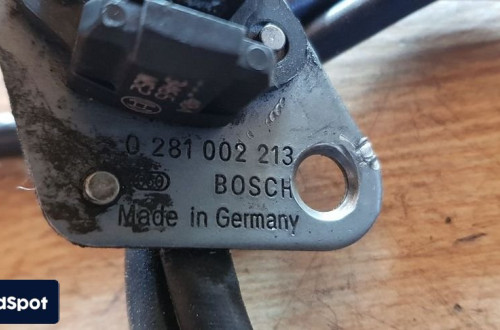 0 281 002 213
BOSCH
Made in Germany
dSpot